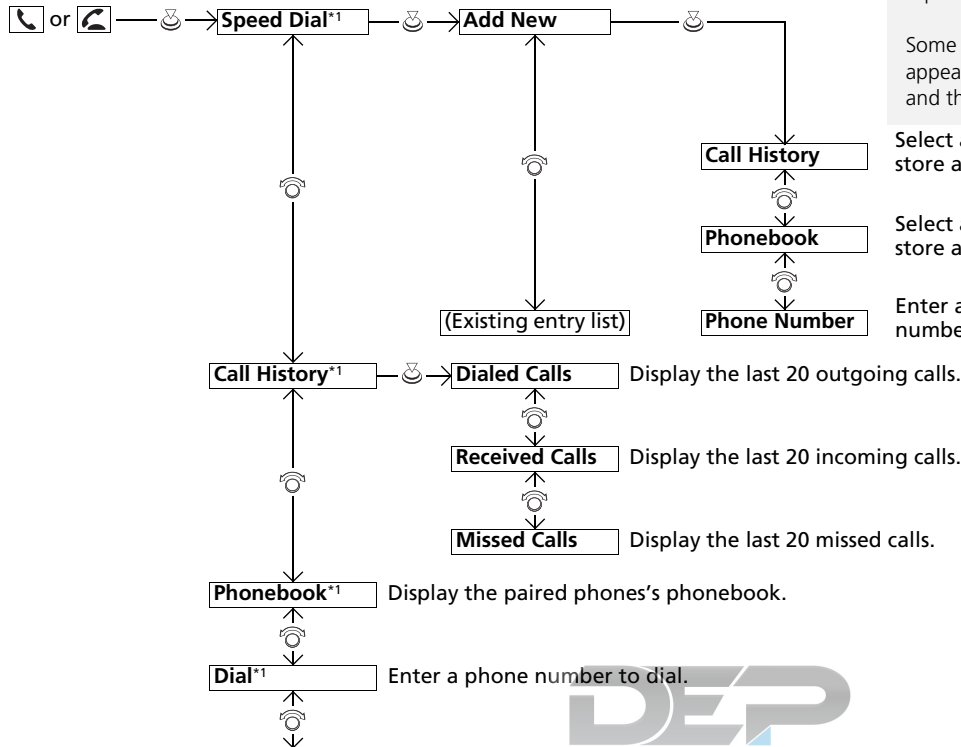 or Speed Dial*1 Add New
Some
appea
and th
Call History
Select a
store a
Phonebook
Select a
store a
(Existing entry list)
Phone Number
Enter a
numbe
Call History*1
Dialed Calls Display the last 20 outgoing calls.
Received Calls Display the last 20 incoming calls.
Missed Calls Display the last 20 missed calls.
Phonebook*1 Display the paired phones's phonebook.
Dial*1 Enter a phone number to dial.
DEP